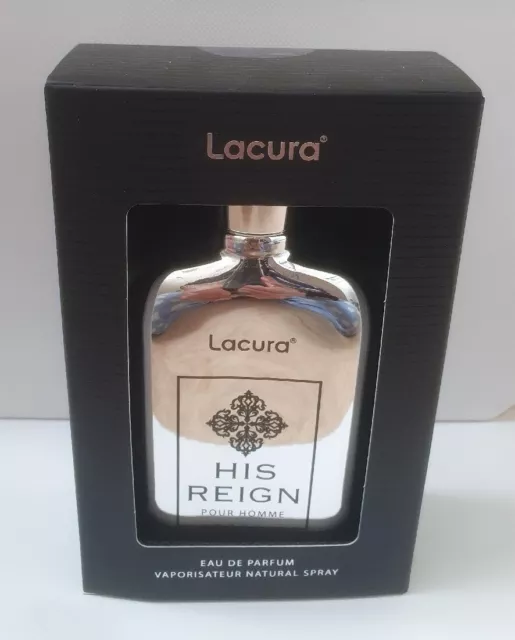 Lacura®
Lacura®
HIS
REIGN
POUR HOMME
EAU DE PARFUM
VAPORISATEUR NATURAL SPRAY